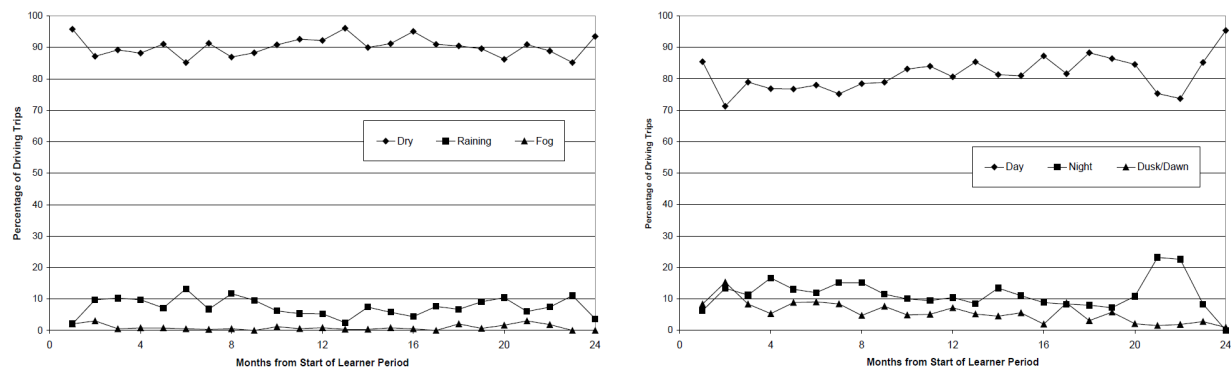 100
90
80
70
60
50
40
30
20
10
0
Percentage of Driving Trips
Dry Raining Fog
0 4 8 12 16 20 24
Months from Start of Learner Period
100
90
80
70
60
50
40
30
20
10
0
Percentage of Driving Trips
Day Night Dusk/Dawn
0 4 8 12 16 20 24
Months from Start of Learner Period